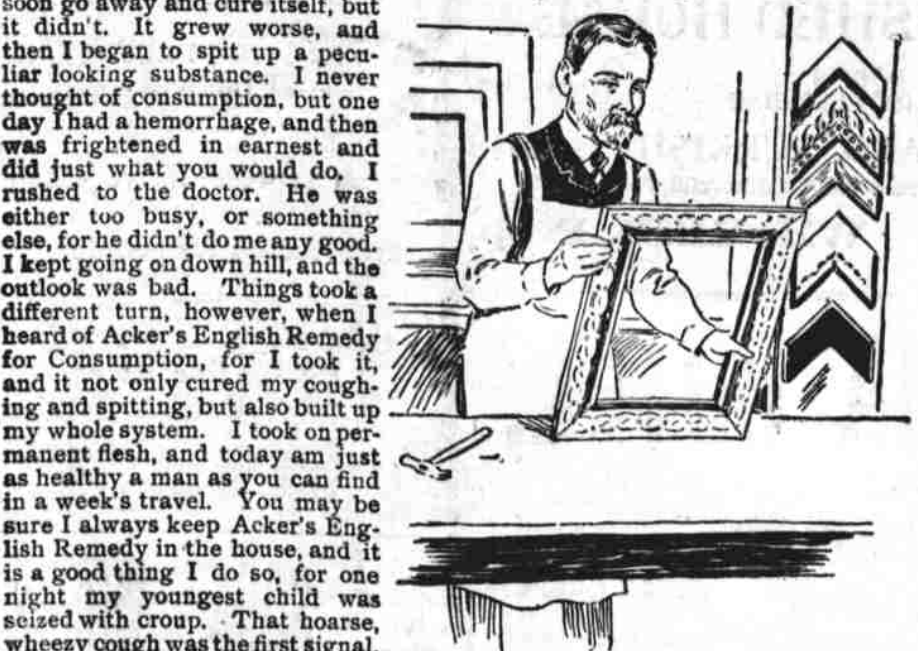 soon go away and cure itself, but
it didn't. It grew worse, and
then I began to spit up a pecu-
liar looking substance. I never
thought of consumption, but one
day I had a hemorrhage, and then
was frightened in earnest and
did just what you would do. I
rushed to the doctor. He was
either too busy, or something
else, for he didn't do me any good.
I kept going on down hill, and the
outlook was bad. Things took a
different turn, however, when I
heard of Acker's English Remedy
for Consumption, for I took it,
and it not only cured my cough-
ing and spitting, but also built up
my whole system. I took on per-
manent flesh, and today am just
as healthy a man as you can find
in a week's travel. You may be
sure I always keep Acker's Eng-
lish Remedy in the house, and it
is a good thing I do so, for one
night my youngest child was
seized with croup. That hoarse,
wheezy cough was the first signal.